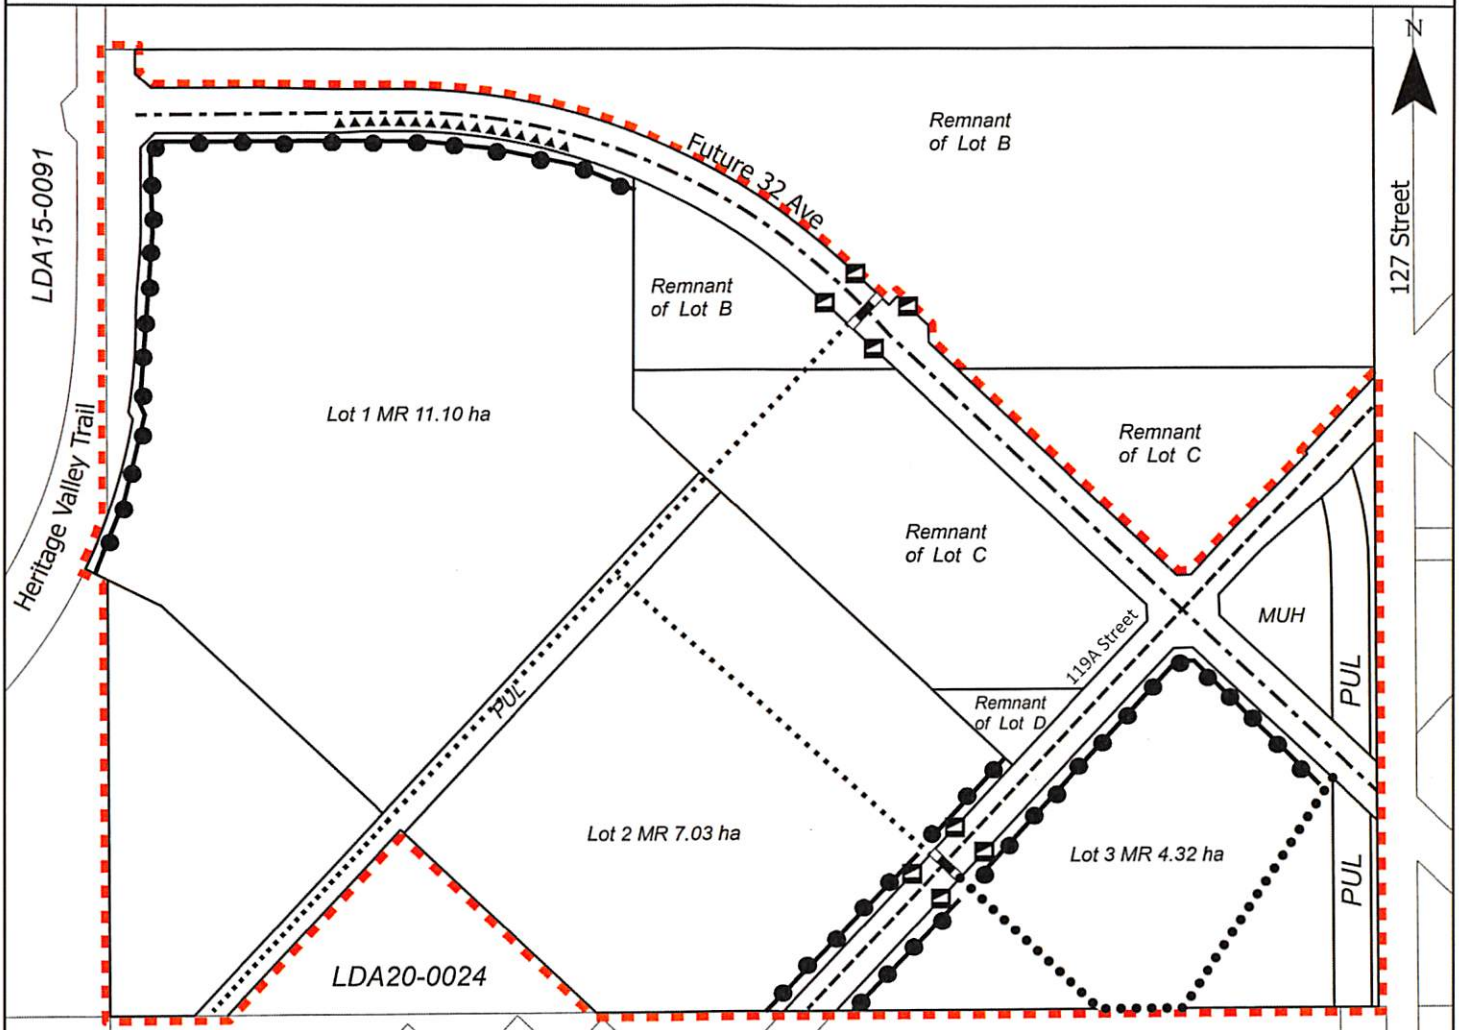 N
Remnant
of Lot B
Future 32 Ave
LDA15-0091
127 Street
Remnant
of Lot B
Lot 1 MR 11.10 ha
Remnant
of Lot C
Heritage Valley Trail
Remnant
of Lot C
MUH
119A Street
PUL
PUL
Remnant
of Lot D
Lot 2 MR 7.03 ha
Lot 3 MR 4.32 ha
PUL
LDA20-0024